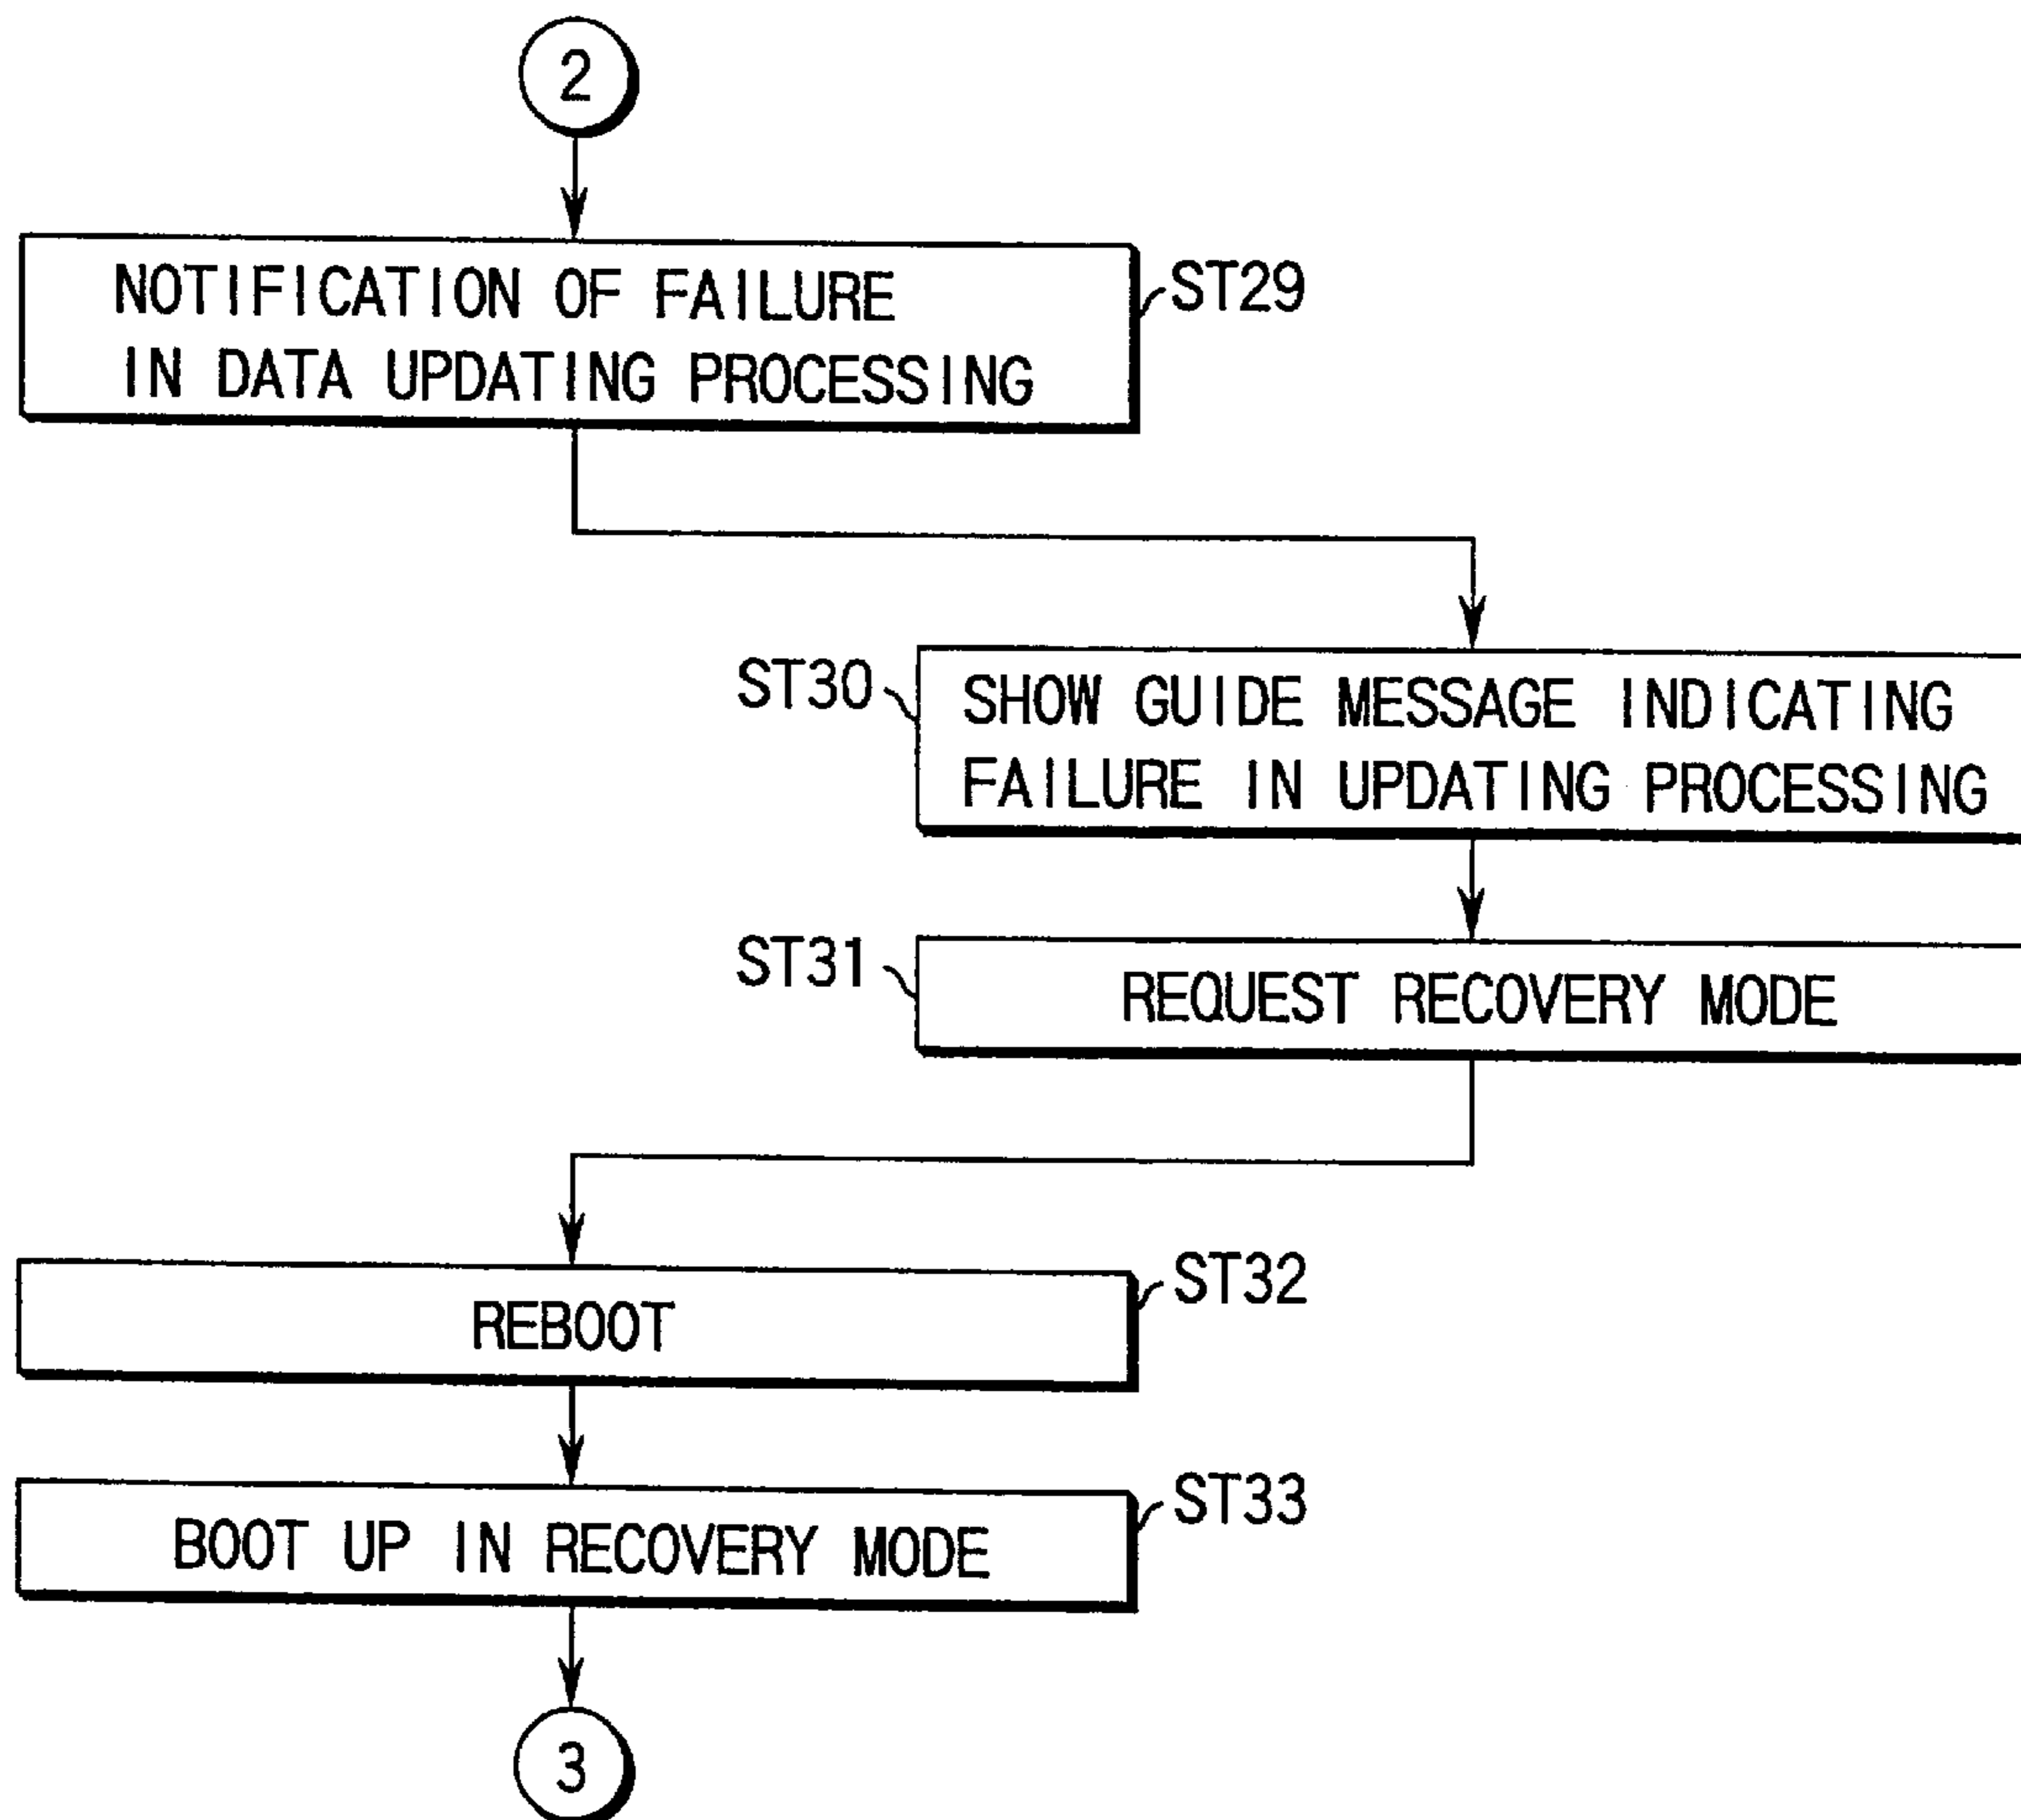 2
NOTIFICATION OF FAILURE
IN DATA UPDATING PROCESSING
ST29
ST30
SHOW GUIDE MESSAGE INDICATING
FAILURE IN UPDATING PROCESSING
ST31
REQUEST RECOVERY MODE
ST32
REBOOT
ST33
BOOT UP IN RECOVERY MODE
3